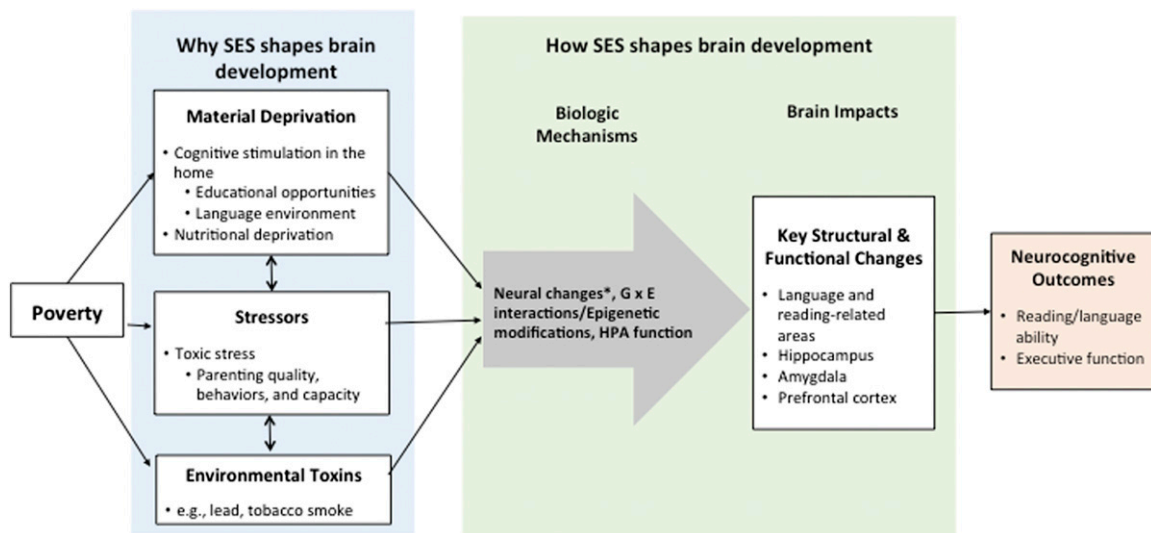 Why SES shapes brain
development
How SES shapes brain development
Poverty
Material Deprivation
• Cognitive stimulation in the
home
• Educational opportunities
• Language environment
• Nutritional deprivation
Stressors
• Toxic stress
• Parenting quality,
behaviors, and capacity
Environmental Toxins
• e.g., lead, tobacco smoke
Biologic
Mechanisms
Neural changes*, G x E
interactions/Epigenetic
modifications, HPA function
Brain Impacts
Key Structural &
Functional Changes
• Language and
reading-related
areas
• Hippocampus
• Amygdala
• Prefrontal cortex
Neurocognitive
Outcomes
• Reading/language
ability
• Executive function